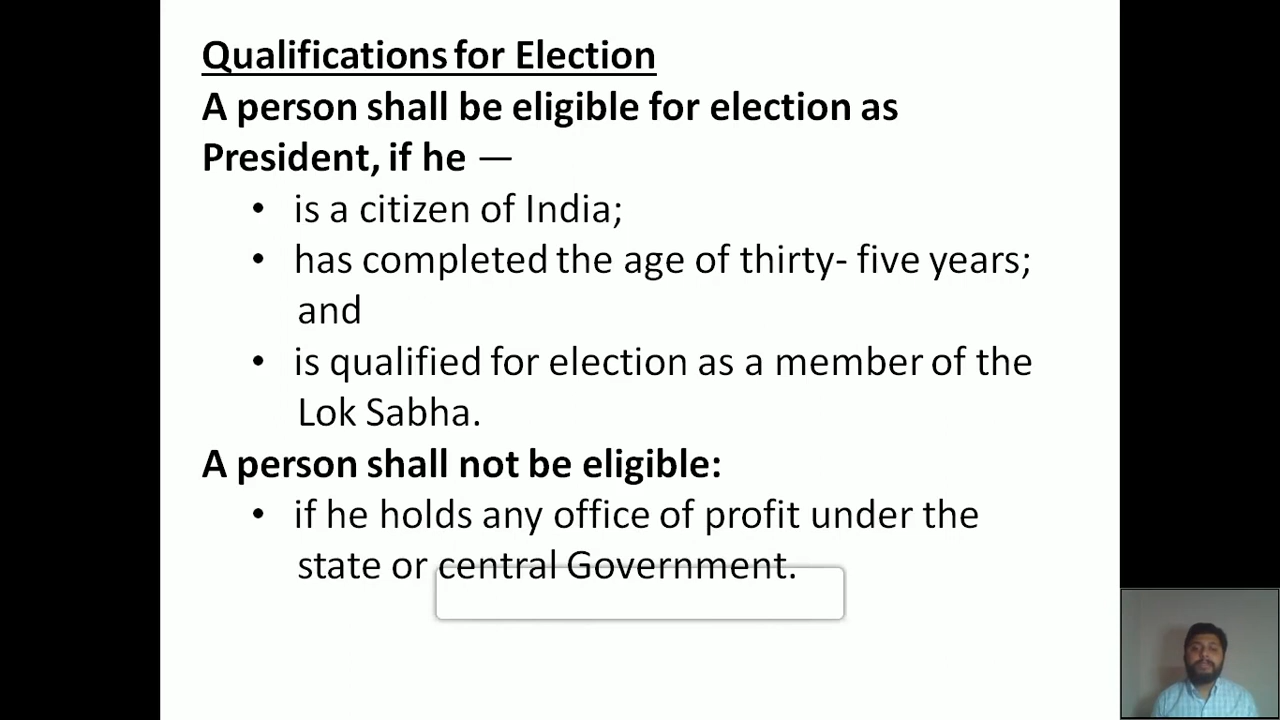 Qualifications for Election
A person shall be eligible for election as
President, if he —
• is a citizen of India;
• has completed the age of thirty- five years;
and
• is qualified for election as a member of the
Lok Sabha.
A person shall not be eligible:
• if he holds any office of profit under the
state or central Government.